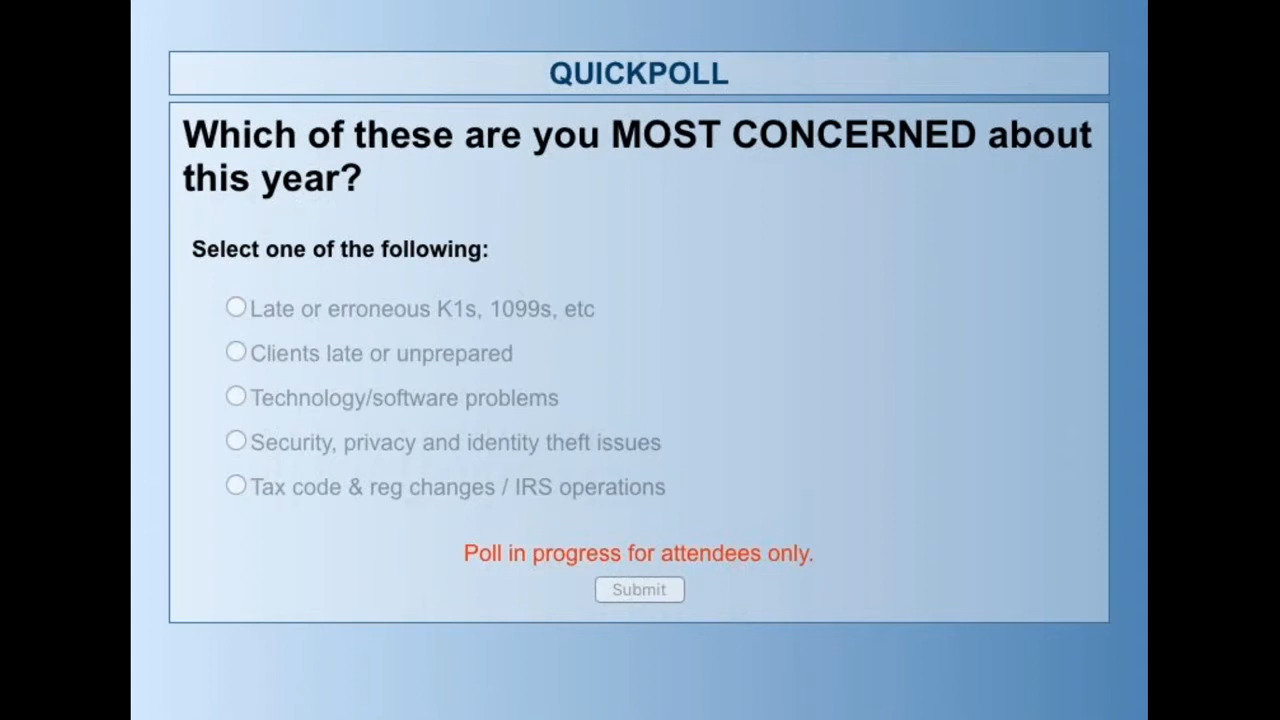 QUICKPOLL
Which of these are you MOST CONCERNED about
this year?
Select one of the following:
Late or erroneous K1s, 1099s, etc
Clients late or unprepared
Technology/software problems
Security, privacy and identity theft issues
Tax code & reg changes / IRS operations
Poll in progress for attendees only.
Submit